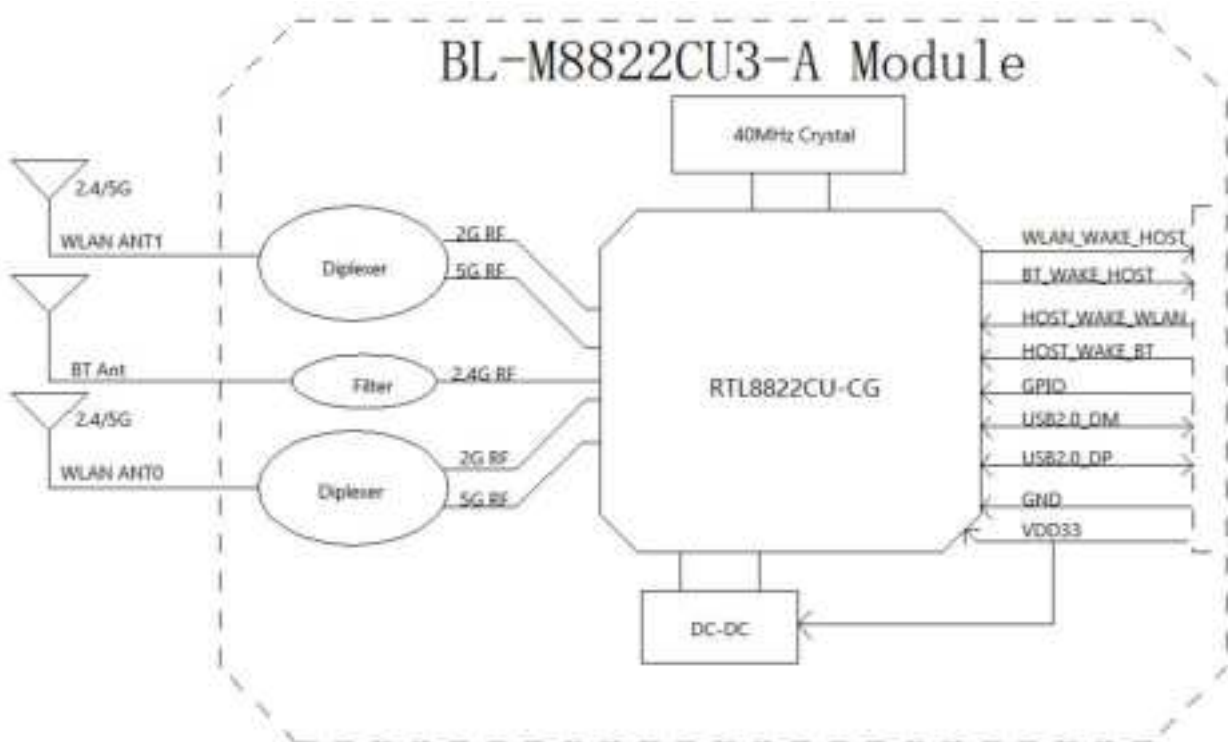 BL-M8822CU3-A Module
40MHz Crystal
2.4/5G
WLAN ANT1
Diplexer
2G RF
5G RF
WLAN_WAKE_HOST
BT_WAKE_HOST
HOST_WAKE_WLAN
HOST_WAKE_BT
BT Ant
Filter
2.4G RF
RTL8822CU-CG
GPIO
USB2.0_DM
USB2.0_DP
GND
VDD33
2.4/5G
WLAN ANT0
Diplexer
2G RF
5G RF
DC-DC